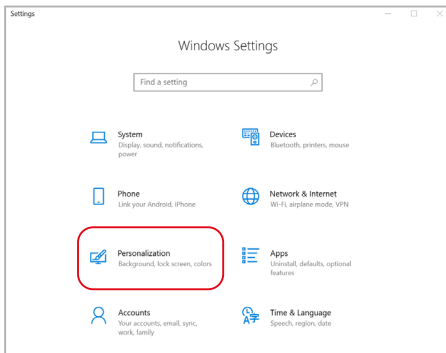 Settings
Windows Settings
Find a setting
System
Display, sound, notifications,
power
Devices
Bluetooth, printers, mouse
Phone
Link your Android, iPhone
Network & Internet
Wi-Fi, airplane mode, VPN
Personalization
Background, lock screen, colors
Apps
Uninstall, defaults, optional
features
Accounts
Your accounts, email, sync,
work, family
Time & Language
Speech, region, date